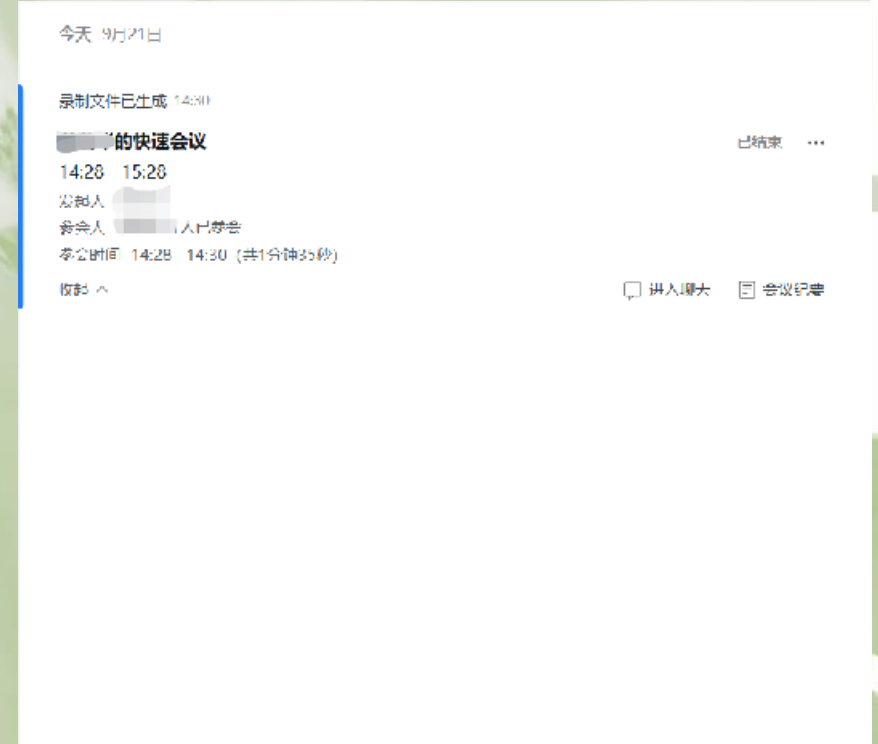 今天 9月21日
录制文件已生成 14:30
的快速会议
已结束
14:28 15:28
发起人
参会人 人已参会
参会时间 14:28 14:30 (共1分钟35秒)
收起
进入聊天 会议纪要